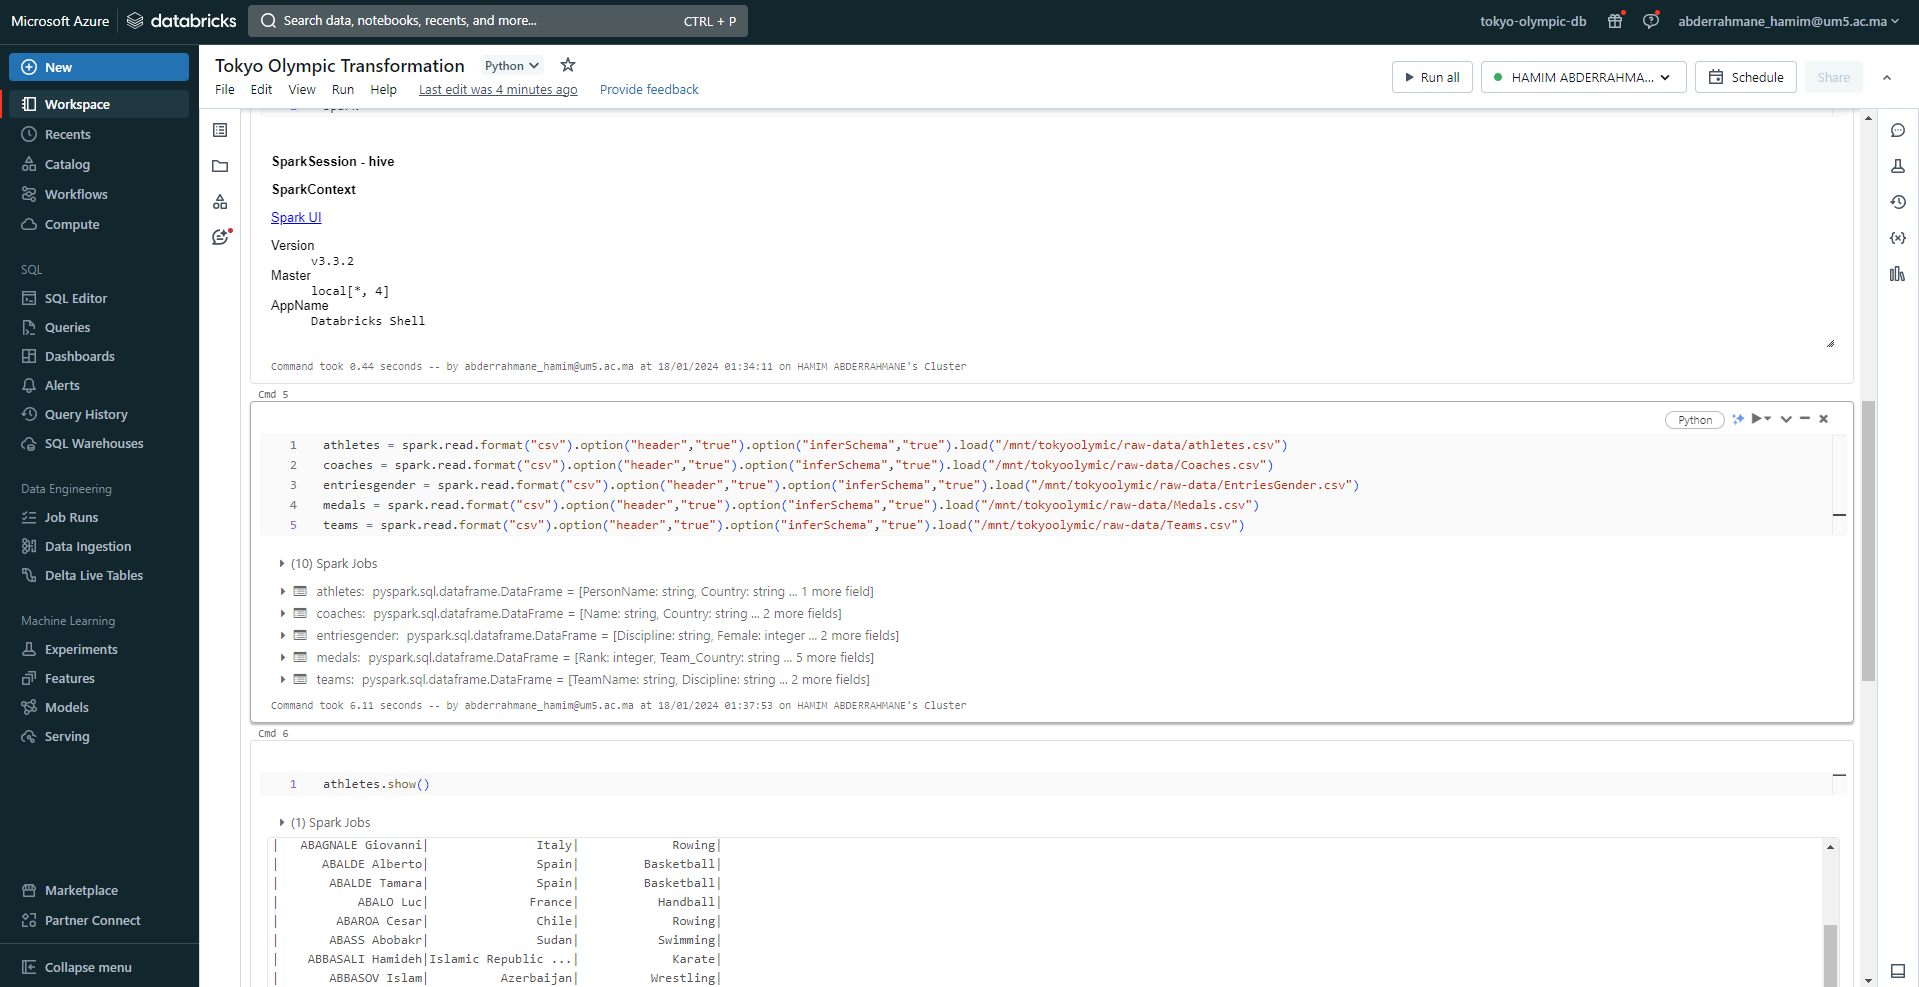 Microsoft Azure databricks Search data, notebooks, recents, and more... CTRL + P tokyo-olympic-db abderrahmane_hamim@um5.ac.ma
New
Workspace
Recents
Catalog
Workflows
Compute
SQL
SQL Editor
Queries
Dashboards
Alerts
Query History
SQL Warehouses
Data Engineering
Job Runs
Data Ingestion
Delta Live Tables
Machine Learning
Experiments
Features
Models
Serving
Marketplace
Partner Connect
Collapse menu
Tokyo Olympic Transformation Python
File Edit View Run Help Last edit was 4 minutes ago Provide feedback
Run all HAMIM ABDERRAHMA... Schedule Share
SparkSession - hive
SparkContext
Spark UI
Version
v3.3.2
Master
local[*, 4]
AppName
Databricks Shell
Command took 0.44 seconds -- by abderrahmane_hamim@um5.ac.ma at 18/01/2024 01:34:11 on HAMIM ABDERRAHMANE's Cluster
Cmd 5
Python
1 athletes = spark.read.format("csv").option("header","true").option("inferSchema","true").load("/mnt/tokyoolymic/raw-data/athletes.csv")
2 coaches = spark.read.format("csv").option("header","true").option("inferSchema","true").load("/mnt/tokyoolymic/raw-data/Coaches.csv")
3 entriesgender = spark.read.format("csv").option("header","true").option("inferSchema","true").load("/mnt/tokyoolymic/raw-data/EntriesGender.csv")
4 medals = spark.read.format("csv").option("header","true").option("inferSchema","true").load("/mnt/tokyoolymic/raw-data/Medals.csv")
5 teams = spark.read.format("csv").option("header","true").option("inferSchema","true").load("/mnt/tokyoolymic/raw-data/Teams.csv")
(10) Spark Jobs
athletes: pyspark.sql.dataframe.DataFrame = [PersonName: string, Country: string ... 1 more field]
coaches: pyspark.sql.dataframe.DataFrame = [Name: string, Country: string ... 2 more fields]
entriesgender: pyspark.sql.dataframe.DataFrame = [Discipline: string, Female: integer ... 2 more fields]
medals: pyspark.sql.dataframe.DataFrame = [Rank: integer, Team_Country: string ... 5 more fields]
teams: pyspark.sql.dataframe.DataFrame = [TeamName: string, Discipline: string ... 2 more fields]
Command took 6.11 seconds -- by abderrahmane_hamim@um5.ac.ma at 18/01/2024 01:37:53 on HAMIM ABDERRAHMANE's Cluster
Cmd 6
1 athletes.show()
(1) Spark Jobs
| ABAGNALE Giovanni| Italy| Rowing|
| ABALDE Alberto| Spain| Basketball|
| ABALDE Tamara| Spain| Basketball|
| ABALO Luc| France| Handball|
| ABAROA Cesar| Chile| Rowing|
| ABASS Abobakr| Sudan| Swimming|
| ABBASALI Hamideh|Islamic Republic ...| Karate|
| ABBASOV Islam| Azerbaijan| Wrestling|